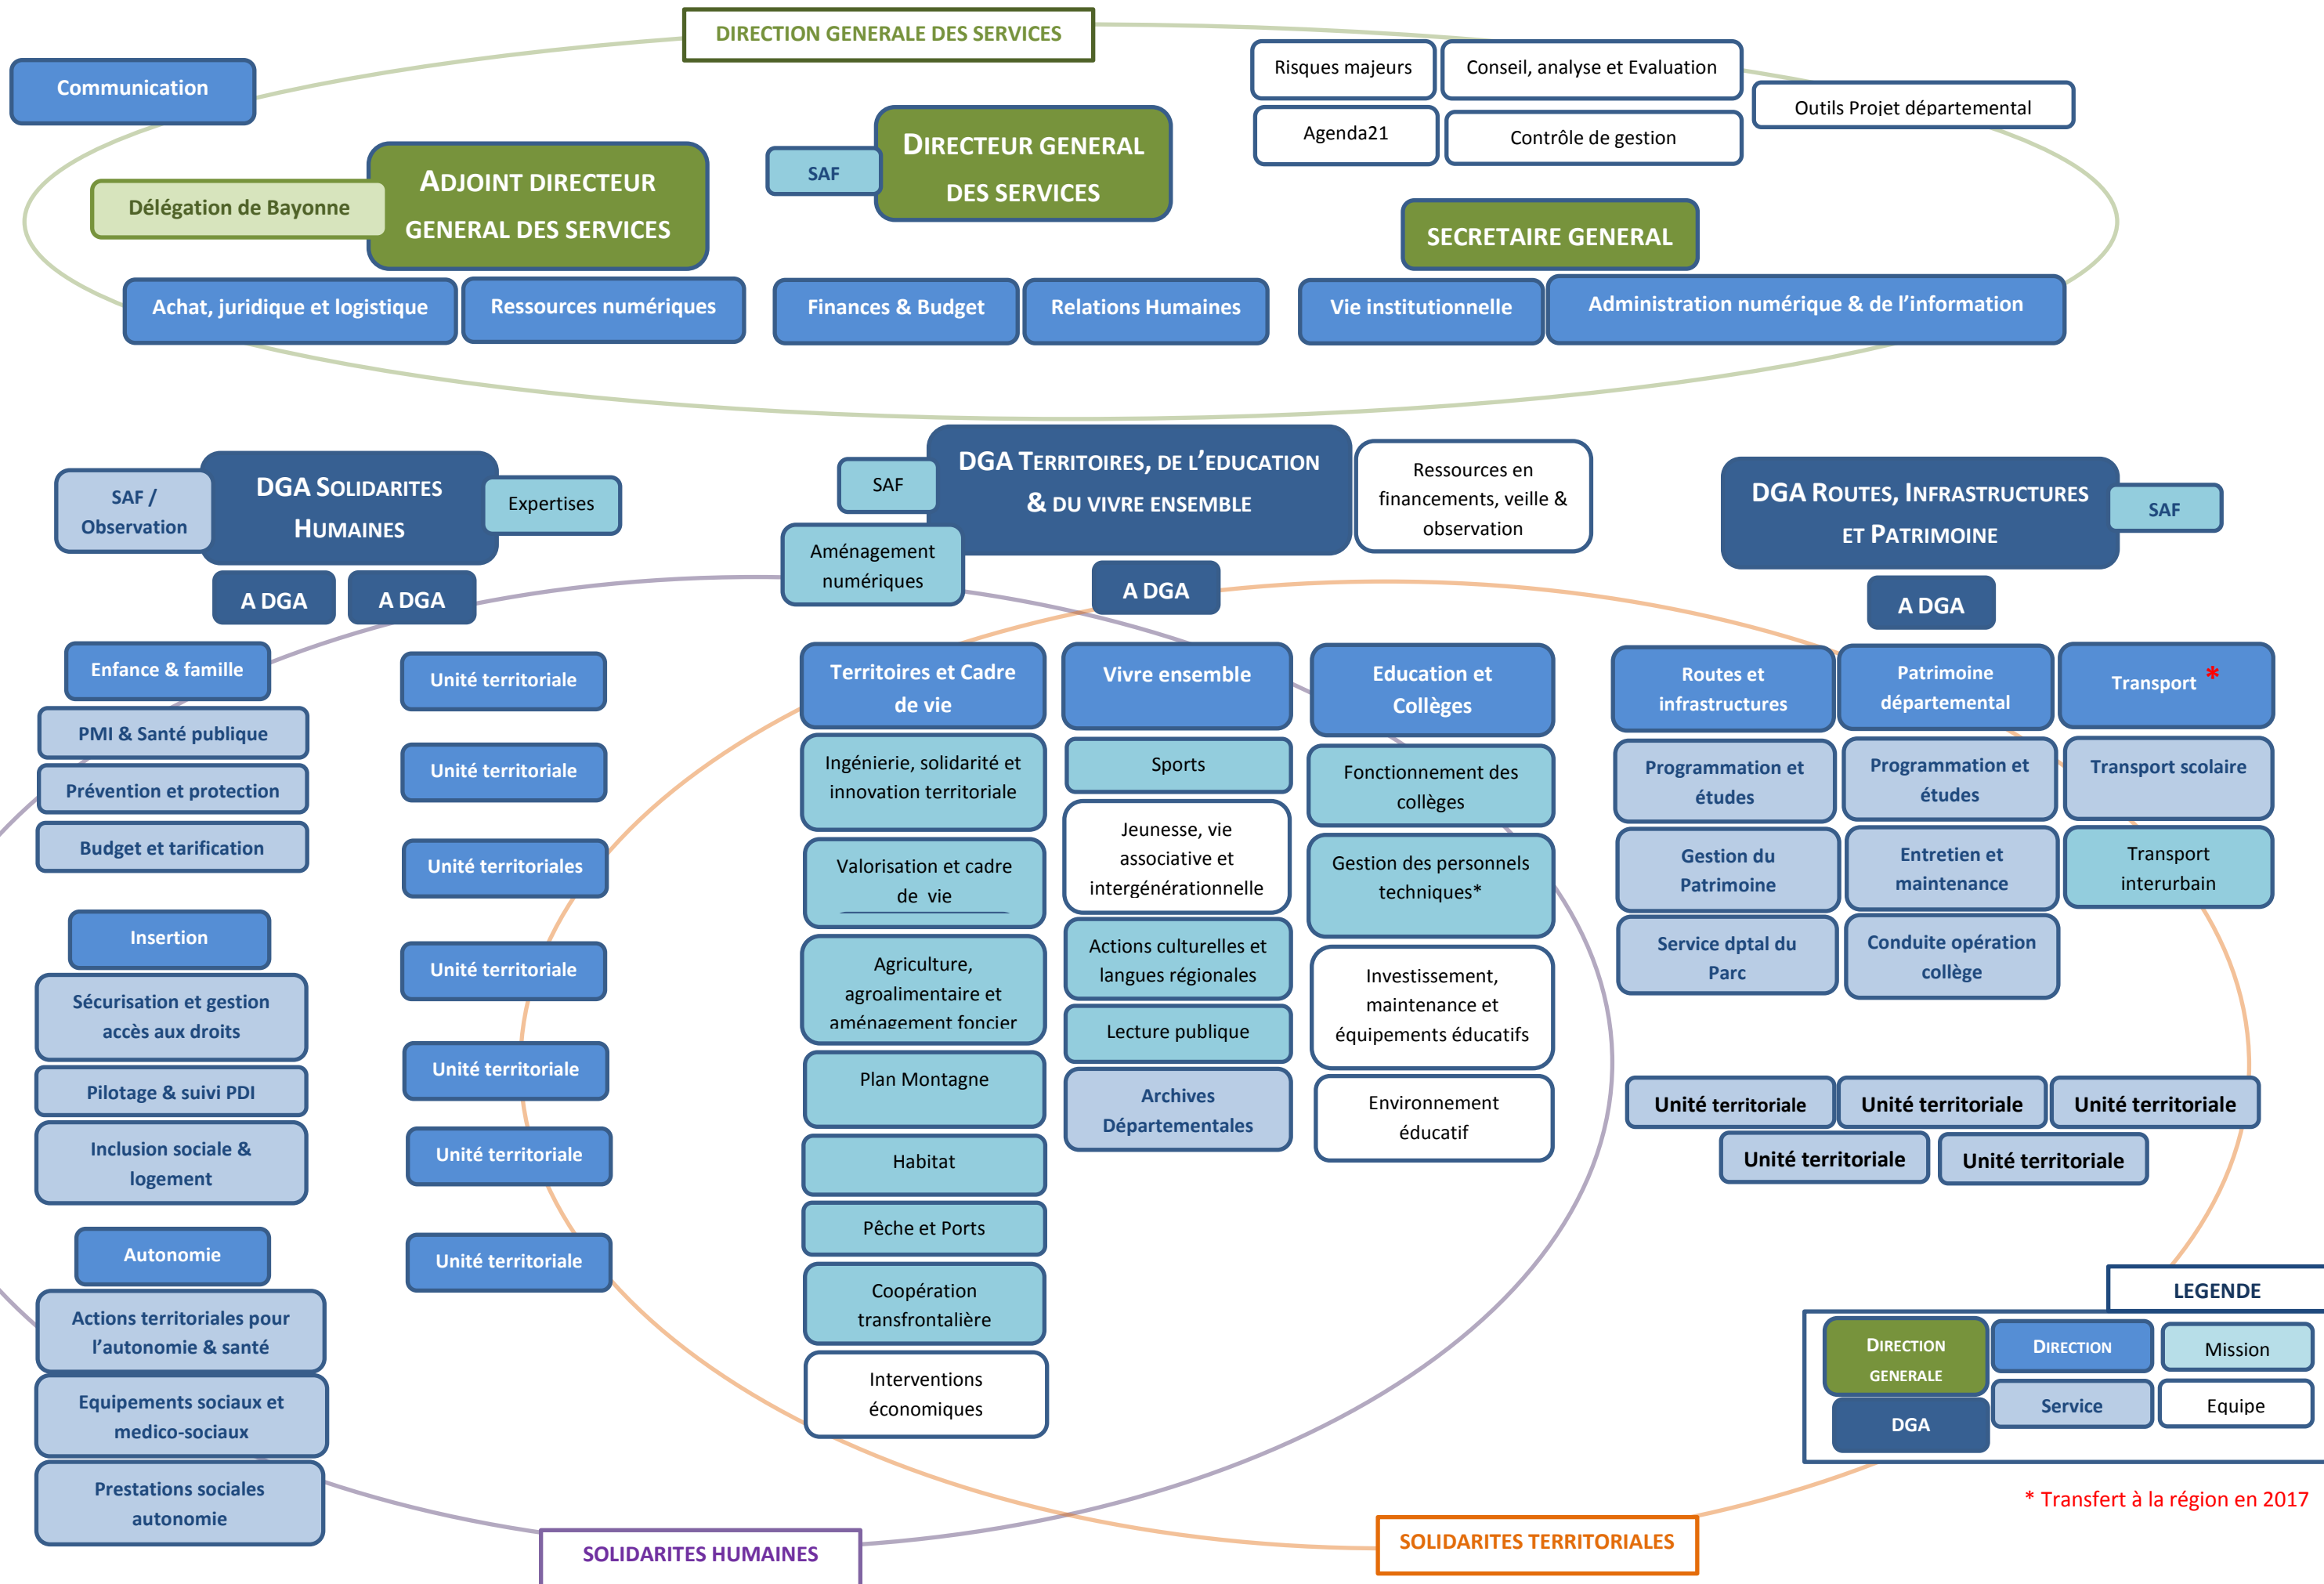 DIRECTION GENERALE DES SERVICES
Communication
Risques majeurs
Conseil, analyse et Evaluation
Outils Projet départemental
Agenda21
Contrôle de gestion
DIRECTEUR GENERAL
DES SERVICES
SAF
ADJOINT DIRECTEUR
GENERAL DES SERVICES
Délégation de Bayonne
SECRETAIRE GENERAL
Achat, juridique et logistique
Ressources numériques
Finances & Budget
Relations Humaines
Vie institutionnelle
Administration numérique & de l'information
SAF /
Observation
DGA SOLIDARITES
HUMAINES
Expertises
A DGA
A DGA
SAF
DGA TERRITOIRES, DE L'EDUCATION
& DU VIVRE ENSEMBLE
Ressources en
financements, veille &
observation
Aménagement
numériques
A DGA
DGA ROUTES, INFRASTRUCTURES
ET PATRIMOINE
SAF
A DGA
Enfance & famille
PMI & Santé publique
Prévention et protection
Budget et tarification
Insertion
Sécurisation et gestion
accès aux droits
Pilotage & suivi PDI
Inclusion sociale &
logement
Autonomie
Actions territoriales pour
l'autonomie & santé
Equipements sociaux et
medico-sociaux
Prestations sociales
autonomie
Unité territoriale
Unité territoriale
Unité territoriales
Unité territoriale
Unité territoriale
Unité territoriale
Unité territoriale
Territoires et Cadre
de vie
Ingénierie, solidarité et
innovation territoriale
Valorisation et cadre
de vie
Agriculture,
agroalimentaire et
aménagement foncier
Plan Montagne
Habitat
Pêche et Ports
Coopération
transfrontalière
Interventions
économiques
Vivre ensemble
Sports
Jeunesse, vie
associative et
intergénérationnelle
Actions culturelles et
langues régionales
Lecture publique
Archives
Départementales
Education et
Collèges
Fonctionnement des
collèges
Gestion des personnels
techniques*
Investissement,
maintenance et
équipements éducatifs
Environnement
éducatif
Routes et
infrastructures
Programmation et
études
Gestion du
Patrimoine
Service dptal du
Parc
Patrimoine
départemental
Programmation et
études
Entretien et
maintenance
Conduite opération
collège
Transport *
Transport scolaire
Transport
interurbain
Unité territoriale
Unité territoriale
Unité territoriale
Unité territoriale
Unité territoriale
LEGENDE
DIRECTION
GENERALE
DIRECTION
Mission
DGA
Service
Equipe
* Transfert à la région en 2017
SOLIDARITES HUMAINES
SOLIDARITES TERRITORIALES